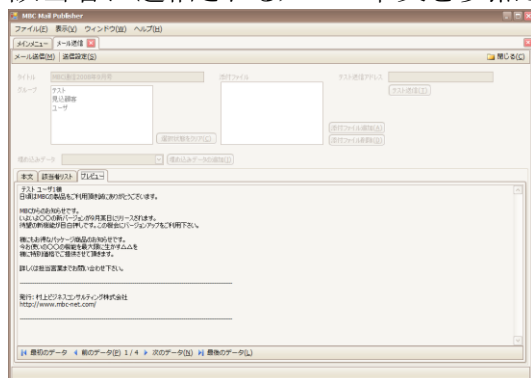 MBC Mail Publisher
ファイル(F) 表示(V) ウィンドウ(W) ヘルプ(H)
メインメニュー メール送信
メール送信(M) 送信設定(S) 閉じる(C)
タイトル MBC通信2008年9月号 添付ファイル テスト送信アドレス
グループ テスト
見込顧客
ユーザ
テスト送信(T)
選択状態をクリア(C)
添付ファイル追加(A)
添付ファイル削除(D)
埋め込みデータ 埋め込みデータの追加(I)
本文 該当者リスト プレビュー
テスト ユーザ1様
日頃はMBCの製品をご利用頂き誠にありがとうございます。
MBCからのお知らせです。
いよいよ〇〇の新バージョンが9月某日にリリースされます。
待望の新機能が目白押しです。この機会にバージョンアップをご利用下さい。
様にもお得なパッケージ商品のお知らせです。
今お使いの〇〇の機能を最大限に生かす△△を
様に特別価格でご提供させて頂きます。
詳しくは担当営業までお問い合わせ下さい。
発行: 村上ビジネスコンサルティング株式会社
http://www.mbc-net.com/
最初のデータ 前のデータ(P) 1 / 4 次のデータ(N) 最後のデータ(L)